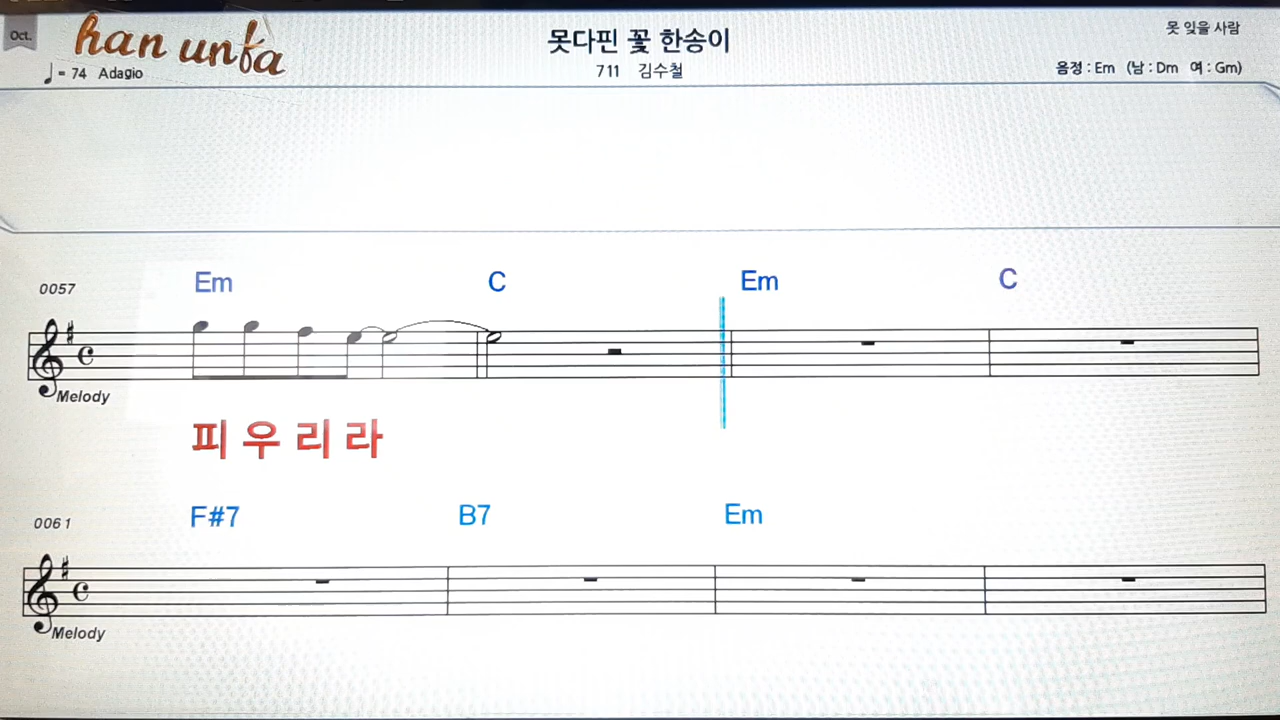 Oct.
han unfa
못다핀 꽃 한송이
못 잊을 사람
= 74 Adagio
711 김수철
음정 : Em (남 : Dm 여 : Gm)
Em C Em C
0057
Melody
피 우 리 라
F#7 B7 Em
0061
Melody